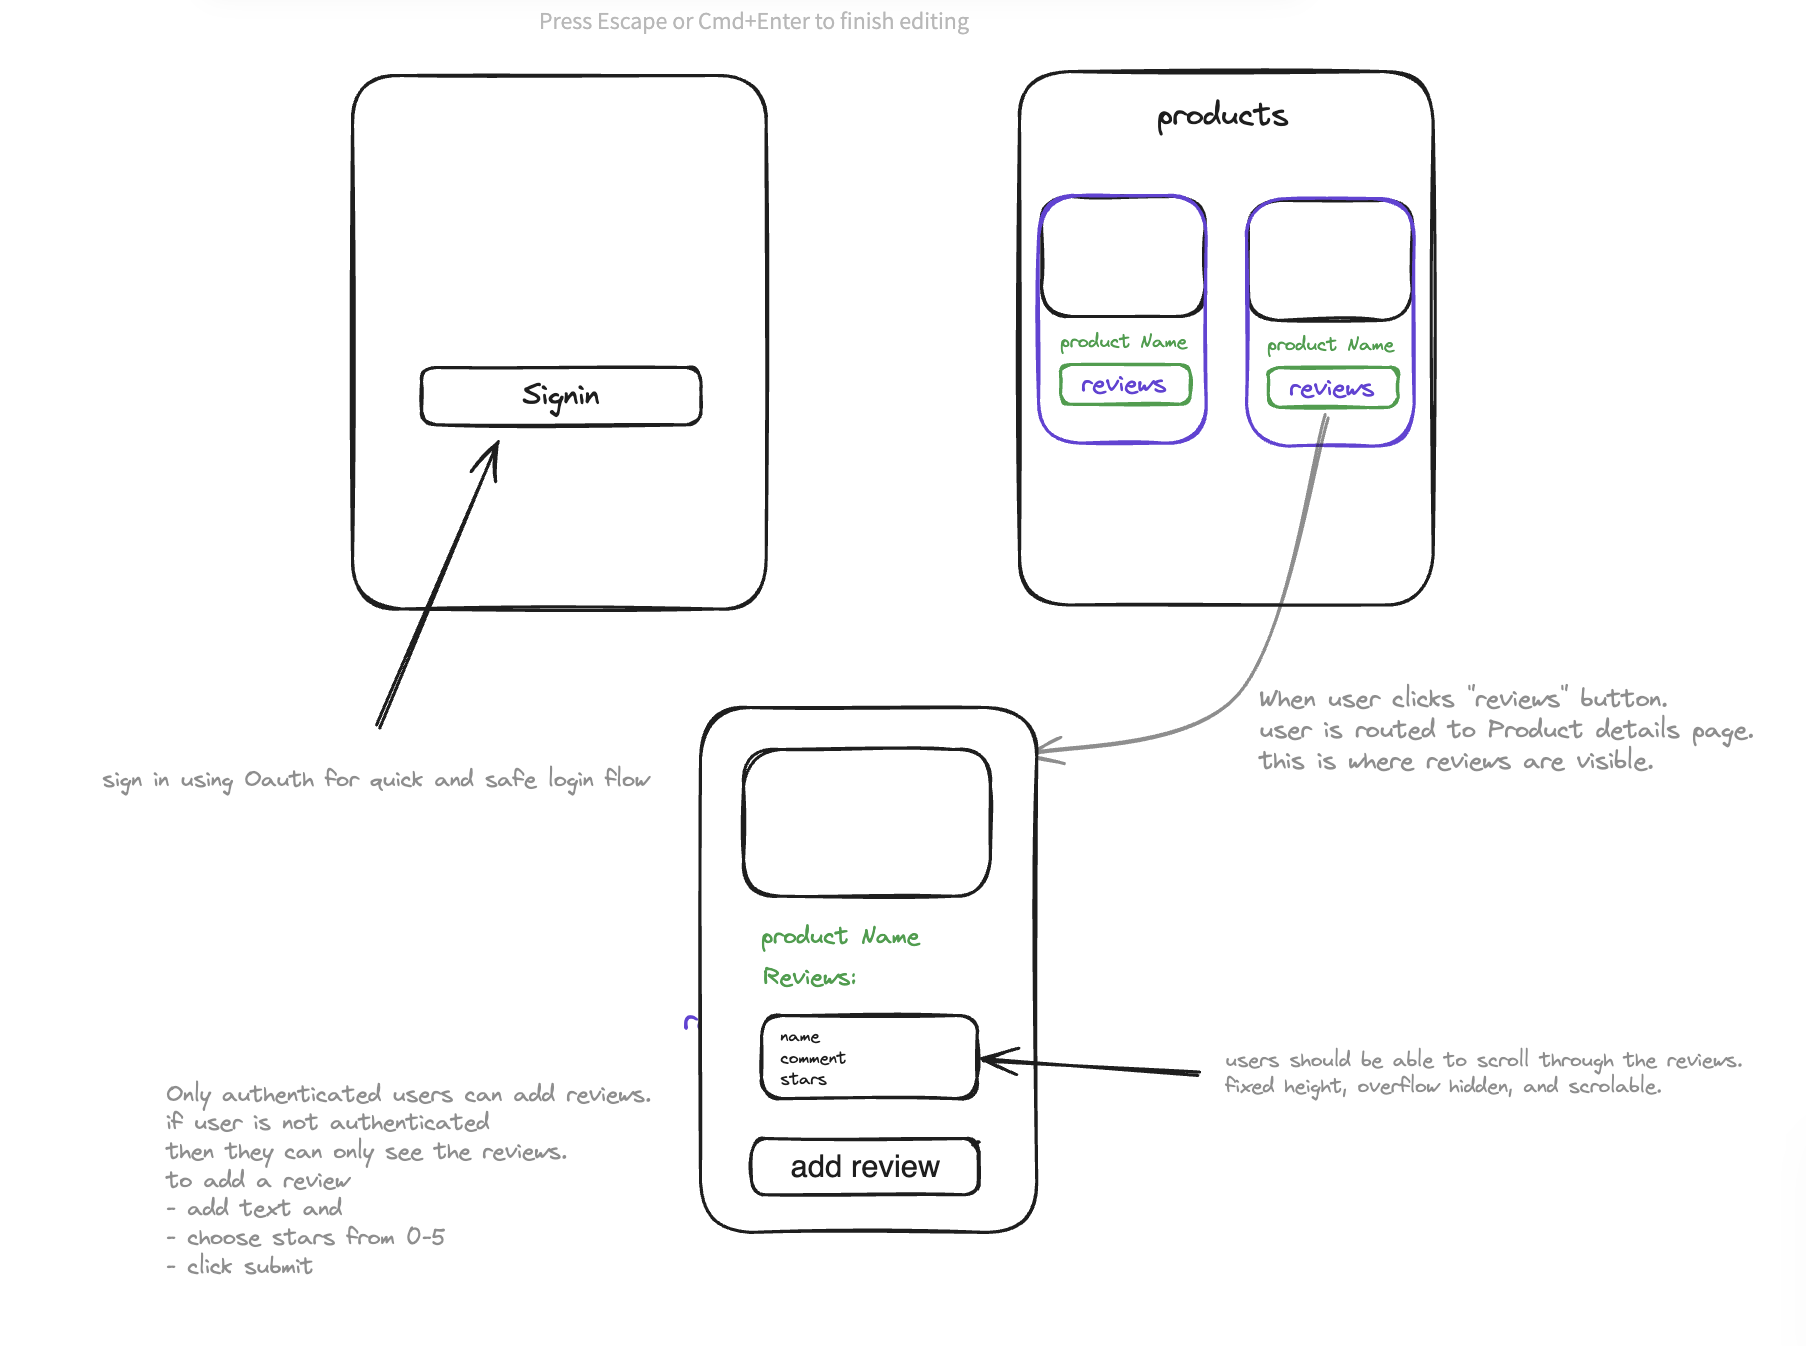 Press Escape or Cmd+Enter to finish editing
Signin
sign in using Oauth for quick and safe login flow
products
product Name
reviews
product Name
reviews
When user clicks "reviews" button.
user is routed to Product details page.
this is where reviews are visible.
product Name
Reviews:
name
comment
stars
add review
users should be able to scroll through the reviews.
fixed height, overflow hidden, and scrolable.
Only authenticated users can add reviews.
if user is not authenticated
then they can only see the reviews.
to add a review
- add text and
- choose stars from 0-5
- click submit